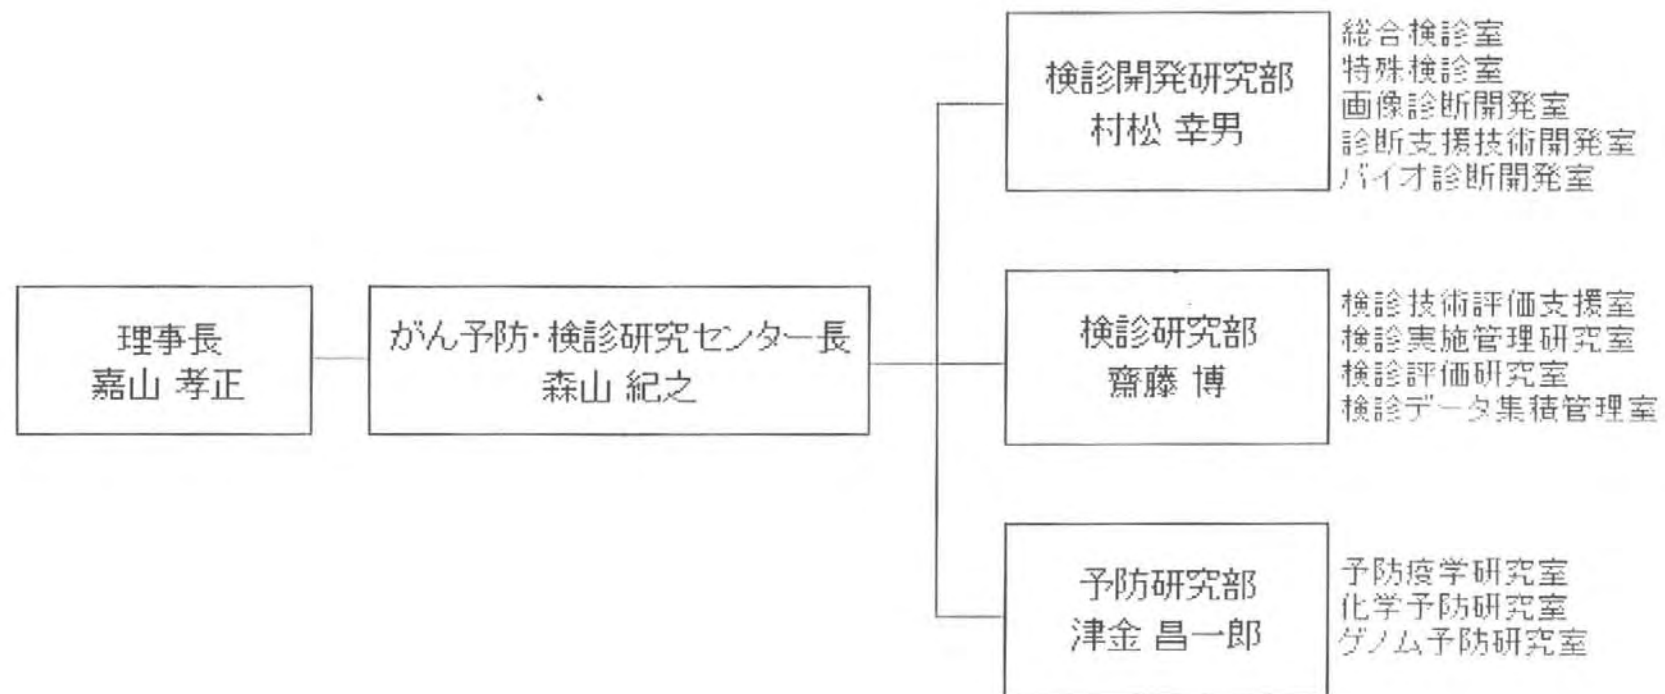 理事長
嘉山 孝正
がん予防・検診研究センター長
森山 紀之
検診開発研究部
村松 幸男
総合検診室
特殊検診室
画像診断開発室
診断支援技術開発室
バイオ診断開発室
検診研究部
齋藤 博
検診技術評価支援室
検診実施管理研究室
検診評価研究室
検診データ集積管理室
予防研究部
津金 昌一郎
予防疫学研究室
化学予防研究室
ゲノム予防研究室